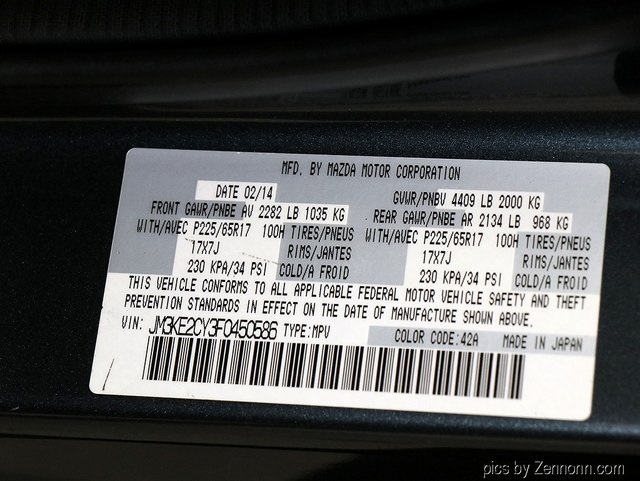 MFD. BY MAZDA MOTOR CORPORATION
DATE 02/14 GVWR/PNBV 4409 LB 2000 KG
FRONT GAWR/PNBE AV 2282 LB 1035 KG REAR GAWR/PNBE AR 2134 LB 968 KG
WITH/AVEC P225/65R17 100H TIRES/PNEUS WITH/AVEC P225/65R17 100H TIRES/PNEUS
17X7J RIMS/JANTES 17X7J RIMS/JANTES
230 KPA/34 PSI COLD/A FROID 230 KPA/34 PSI COLD/A FROID
THIS VEHICLE CONFORMS TO ALL APPLICABLE FEDERAL MOTOR VEHICLE SAFETY AND THEFT
PREVENTION STANDARDS IN EFFECT ON THE DATE OF MANUFACTURE SHOWN ABOVE.
VIN: JM3KE2CY3F0450586 TYPE:MPV COLOR CODE:42A MADE IN JAPAN
pics by Zennonn.com